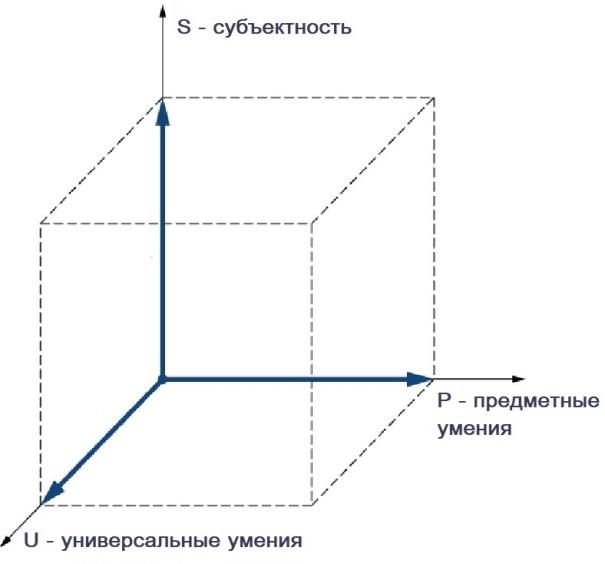 S - субъектность
P - предметные
умения
U - универсальные умения